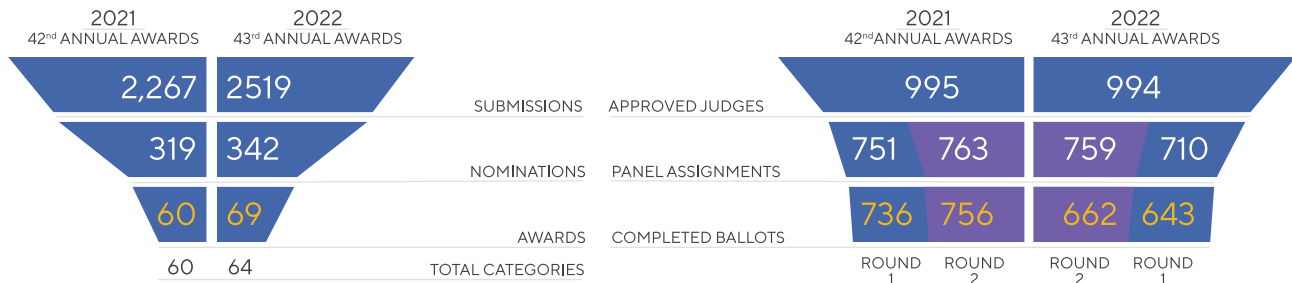 2021 2022
42nd ANNUAL AWARDS 43rd ANNUAL AWARDS
2,267 2519
SUBMISSIONS
319 342
NOMINATIONS
60 69
AWARDS
60 64 TOTAL CATEGORIES
2021 2022
42ndANNUAL AWARDS 43rd ANNUAL AWARDS
995 994
APPROVED JUDGES
751 763 759 710
PANEL ASSIGNMENTS
736 756 662 643
COMPLETED BALLOTS
ROUND ROUND ROUND ROUND
1 2 2 1